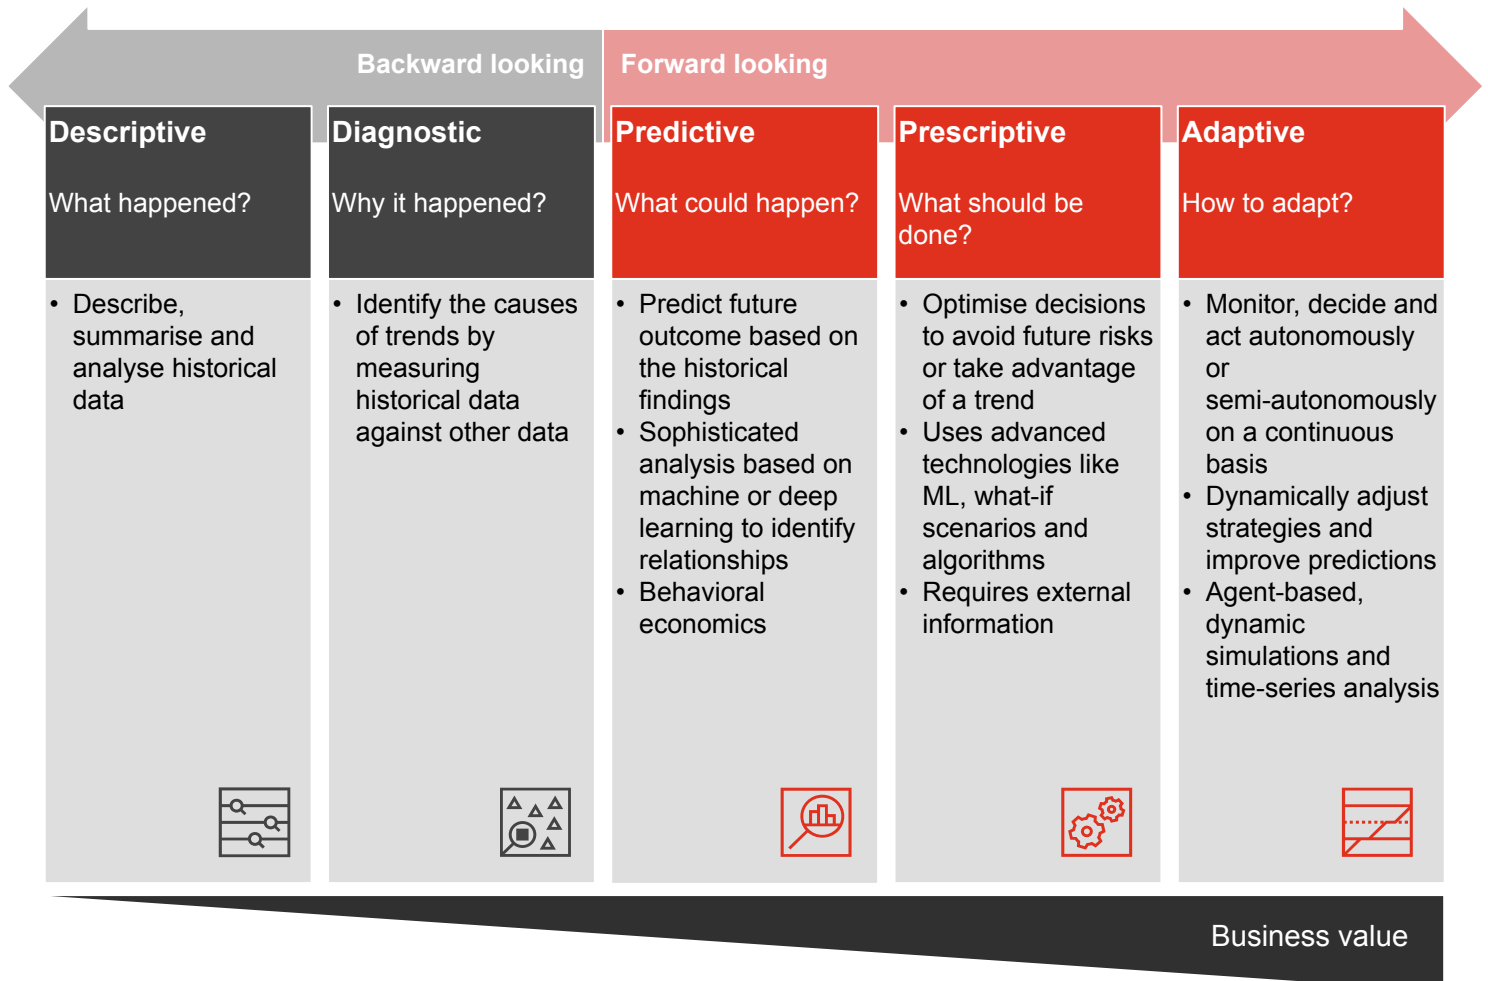 Backward looking
Forward looking
Descriptive
What happened?
• Describe,
summarise and
analyse historical
data
Diagnostic
Why it happened?
• Identify the causes
of trends by
measuring
historical data
against other data
Predictive
What could happen?
• Predict future
outcome based on
the historical
findings
• Sophisticated
analysis based on
machine or deep
learning to identify
relationships
• Behavioral
economics
Prescriptive
What should be
done?
• Optimise decisions
to avoid future risks
or take advantage
of a trend
• Uses advanced
technologies like
ML, what-if
scenarios and
algorithms
• Requires external
information
Adaptive
How to adapt?
• Monitor, decide and
act autonomously
or
semi-autonomously
on a continuous
basis
• Dynamically adjust
strategies and
improve predictions
• Agent-based,
dynamic
simulations and
time-series analysis
Business value